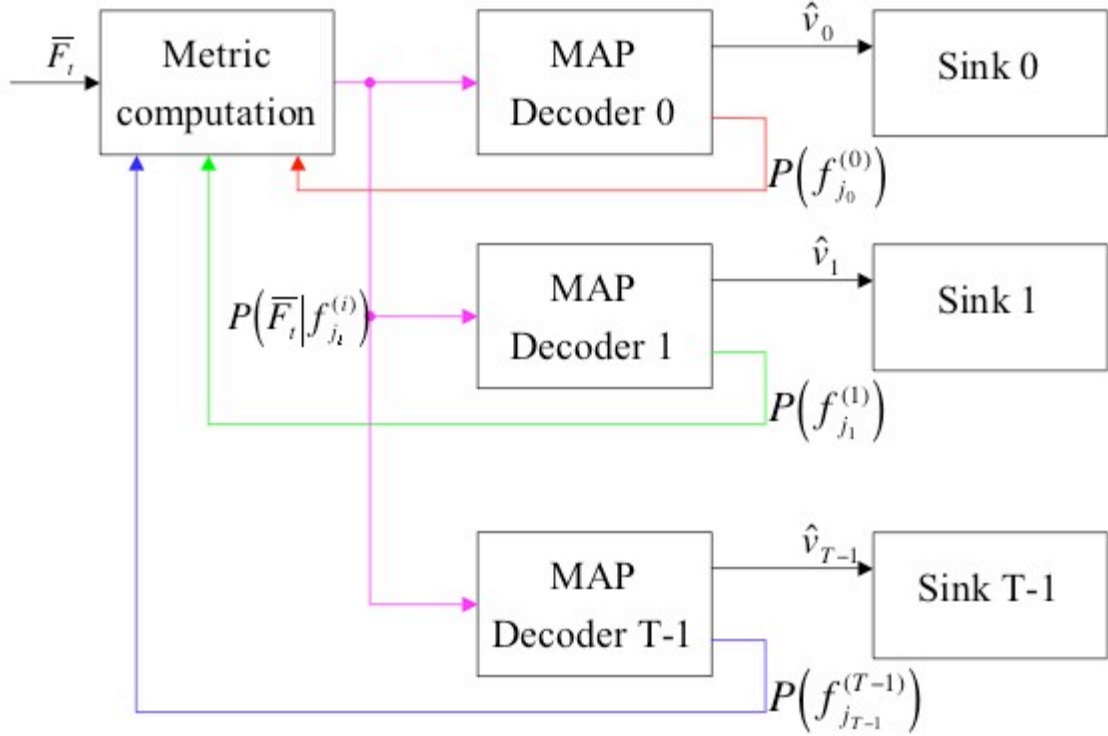 F̅_t
Metric
computation
MAP
Decoder 0
v̂_0
Sink 0
P(f_{j_0}^{(0)})
P(F̅_t|f_{j_i}^{(i)})
MAP
Decoder 1
v̂_1
Sink 1
P(f_{j_1}^{(1)})
MAP
Decoder T-1
v̂_{T-1}
Sink T-1
P(f_{j_{T-1}}^{(T-1)})